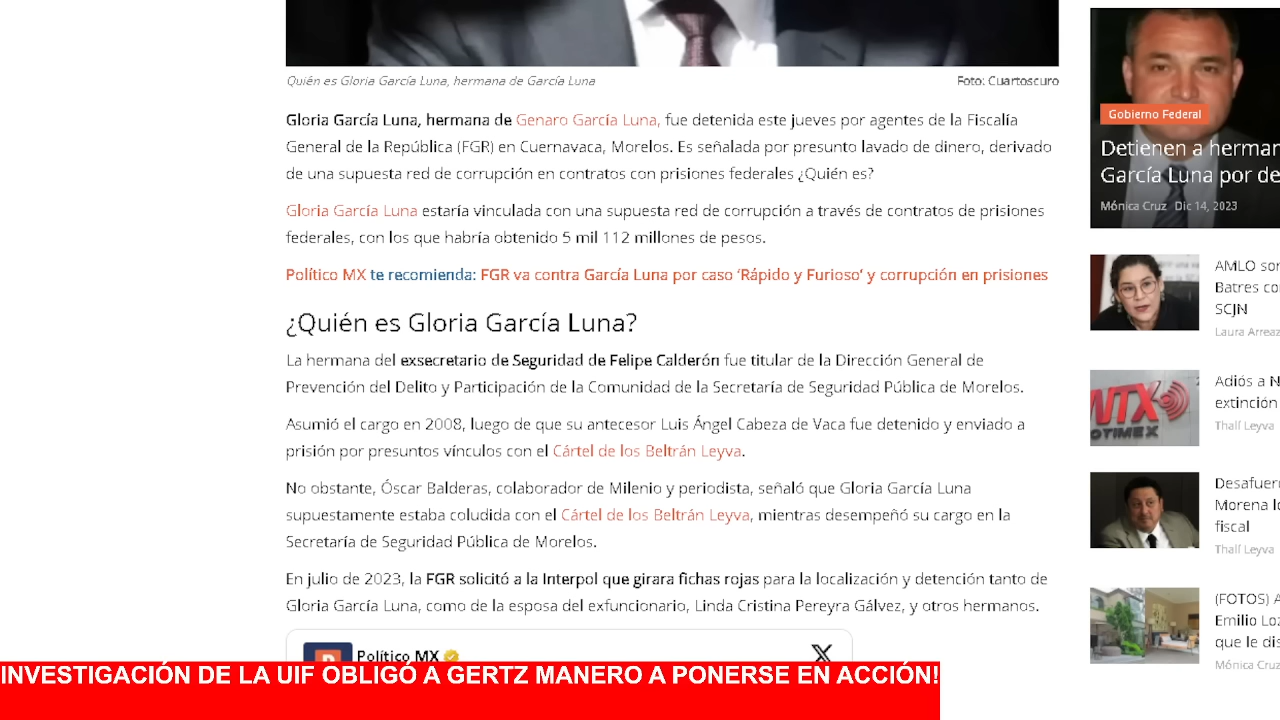 Quién es Gloria García Luna, hermana de García Luna
Foto: Cuartoscuro
Gloria García Luna, hermana de Genaro García Luna, fue detenida este jueves por agentes de la Fiscalía
General de la República (FGR) en Cuernavaca, Morelos. Es señalada por presunto lavado de dinero, derivado
de una supuesta red de corrupción en contratos con prisiones federales ¿Quién es?
Gloria García Luna estaría vinculada con una supuesta red de corrupción a través de contratos de prisiones
federales, con los que habría obtenido 5 mil 112 millones de pesos.
Político MX te recomienda: FGR va contra García Luna por caso ‘Rápido y Furioso’ y corrupción en prisiones
¿Quién es Gloria García Luna?
La hermana del exsecretario de Seguridad de Felipe Calderón fue titular de la Dirección General de
Prevención del Delito y Participación de la Comunidad de la Secretaría de Seguridad Pública de Morelos.
Asumió el cargo en 2008, luego de que su antecesor Luis Ángel Cabeza de Vaca fue detenido y enviado a
prisión por presuntos vínculos con el Cártel de los Beltrán Leyva.
No obstante, Óscar Balderas, colaborador de Milenio y periodista, señaló que Gloria García Luna
supuestamente estaba coludida con el Cártel de los Beltrán Leyva, mientras desempeñó su cargo en la
Secretaría de Seguridad Pública de Morelos.
En julio de 2023, la FGR solicitó a la Interpol que girara fichas rojas para la localización y detención tanto de
Gloria García Luna, como de la esposa del exfuncionario, Linda Cristina Pereyra Gálvez, y otros hermanos.
Político MX
INVESTIGACIÓN DE LA UIF OBLIGÓ A GERTZ MANERO A PONERSE EN ACCIÓN!
Gobierno Federal
Detienen a herman
García Luna por de
Mónica Cruz Dic 14, 2023
AMLO sor
Batres co
SCJN
Laura Arreaz
NTX
OTIMEX
Adiós a N
extinción
Thalí Leyva
Desafuero
Morena lo
fiscal
Thalí Leyva
(FOTOS) A
Emilio Loz
que le dis
Mónica Cruz